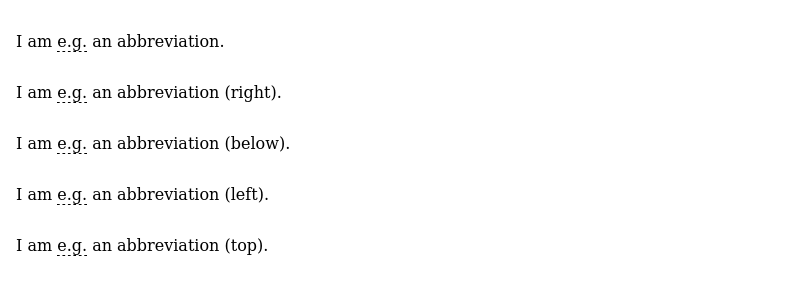 I am e.g. an abbreviation.
I am e.g. an abbreviation (right).
I am e.g. an abbreviation (below).
I am e.g. an abbreviation (left).
I am e.g. an abbreviation (top).